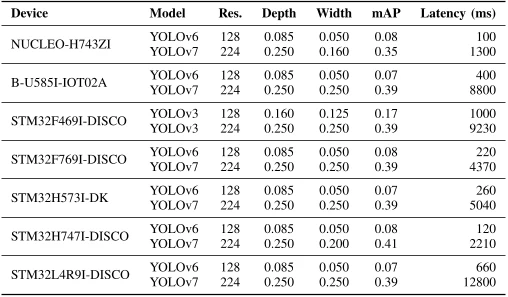 Device Model Res. Depth Width mAP Latency (ms)
NUCLEO-H743ZI YOLOv6 128 0.085 0.050 0.08 100
YOLOv7 224 0.250 0.160 0.35 1300
B-U585I-IOT02A YOLOv6 128 0.085 0.050 0.07 400
YOLOv7 224 0.250 0.250 0.39 8800
STM32F469I-DISCO YOLOv3 128 0.160 0.125 0.17 1000
YOLOv3 224 0.250 0.250 0.39 9230
STM32F769I-DISCO YOLOv6 128 0.085 0.050 0.08 220
YOLOv7 224 0.250 0.250 0.39 4370
STM32H573I-DK YOLOv6 128 0.085 0.050 0.07 260
YOLOv7 224 0.250 0.250 0.39 5040
STM32H747I-DISCO YOLOv6 128 0.085 0.050 0.08 120
YOLOv7 224 0.250 0.200 0.41 2210
STM32L4R9I-DISCO YOLOv6 128 0.085 0.050 0.07 660
YOLOv7 224 0.250 0.250 0.39 12800